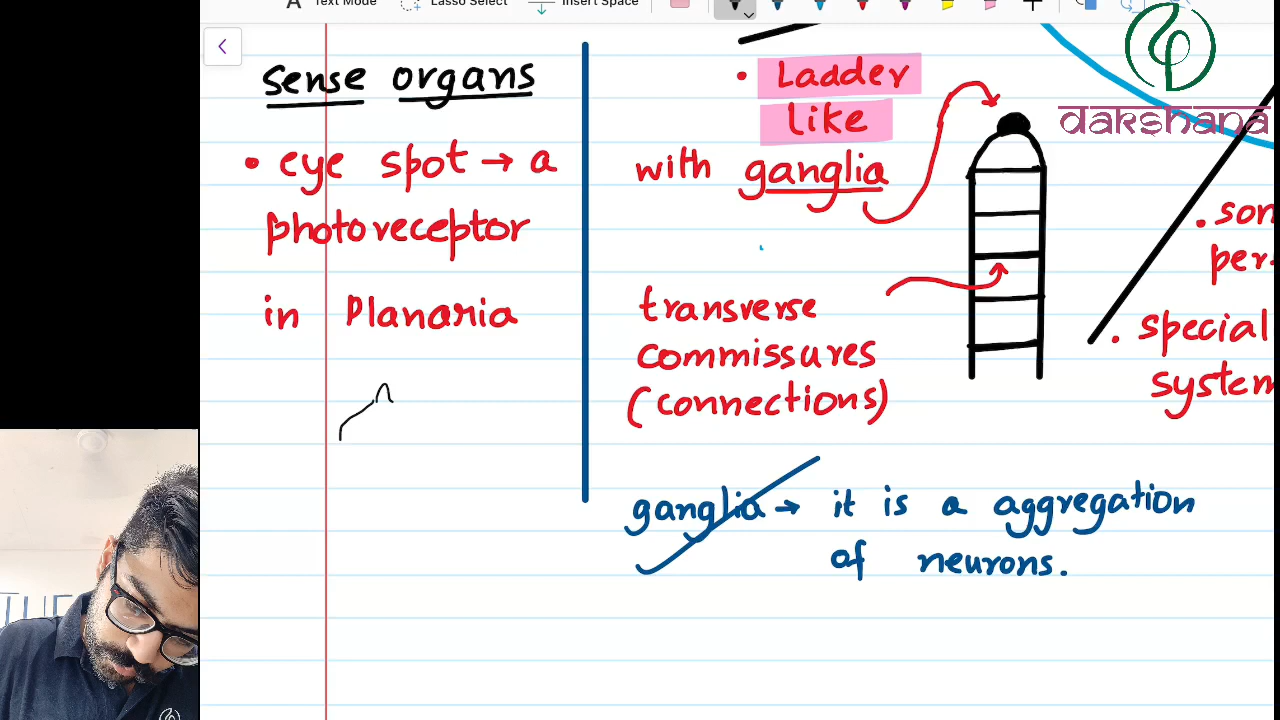 Text Mode
Lasso Select
Insert Space
sense organs
• eye spot → a
photoreceptor
in Planaria
• Ladder
like
with ganglia
transverse
commissures
(connections)
ganglia → it is a aggregation
of neurons.
dakshana
• special
system